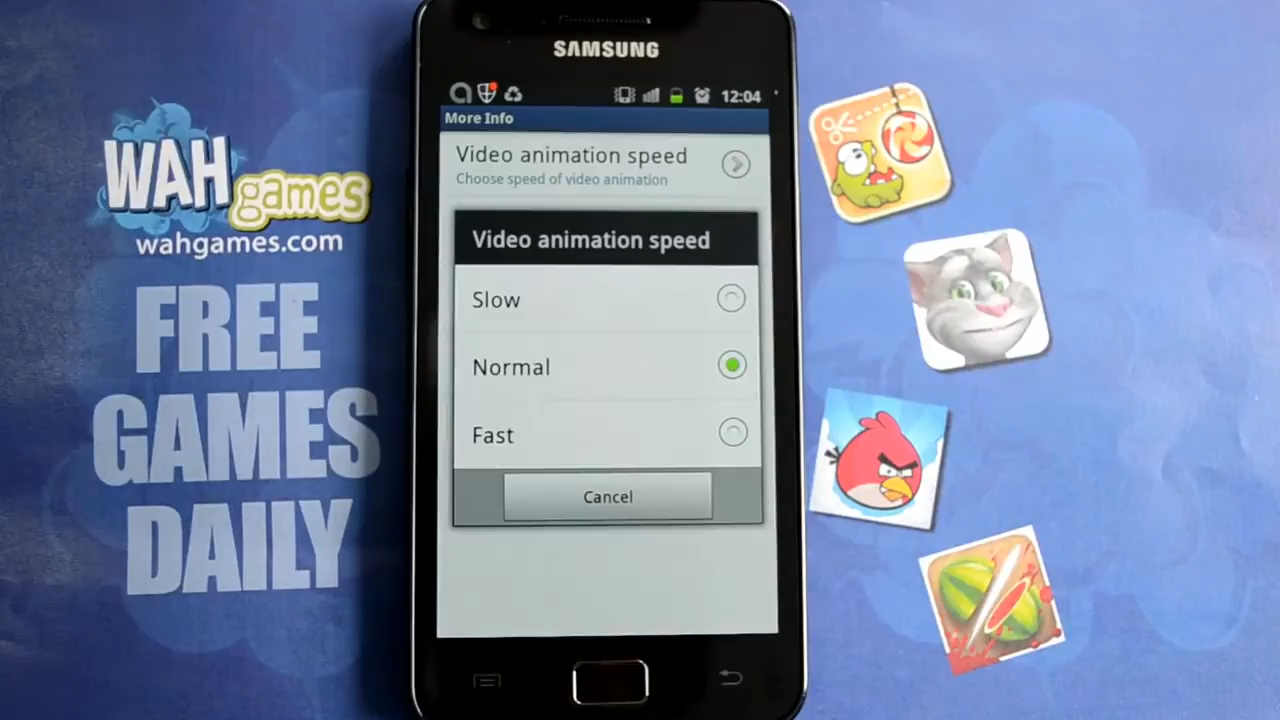 WAH
games
wahgames.com
FREE
GAMES
DAILY
SAMSUNG
12:04
More Info
Video animation speed
Choose speed of video animation
Video animation speed
Slow
Normal
Fast
Cancel